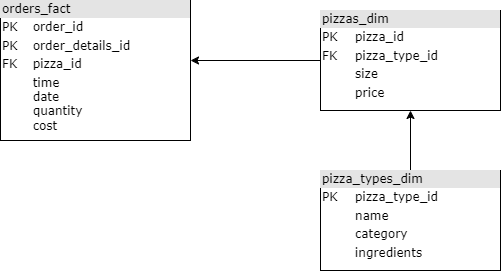 orders_fact
PK order_id
PK order_details_id
FK pizza_id
time
date
quantity
cost
pizzas_dim
PK pizza_id
FK pizza_type_id
size
price
pizza_types_dim
PK pizza_type_id
name
category
ingredients